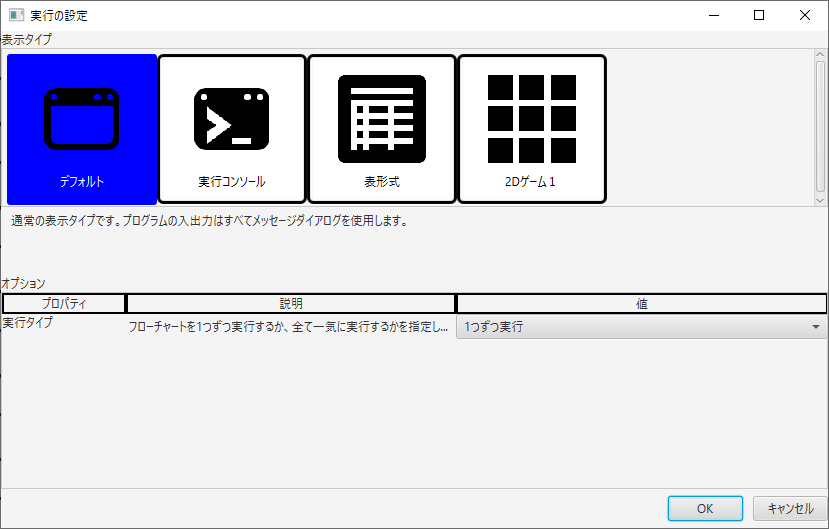 実行の設定
表示タイプ
デフォルト
実行コンソール
表形式
2Dゲーム1
通常の表示タイプです。プログラムの入出力はすべてメッセージダイアログを使用します。
オプション
プロパティ 説明 値
実行タイプ フローチャートを1つずつ実行するか、全て一気に実行するかを指定し... 1つずつ実行
OK キャンセル